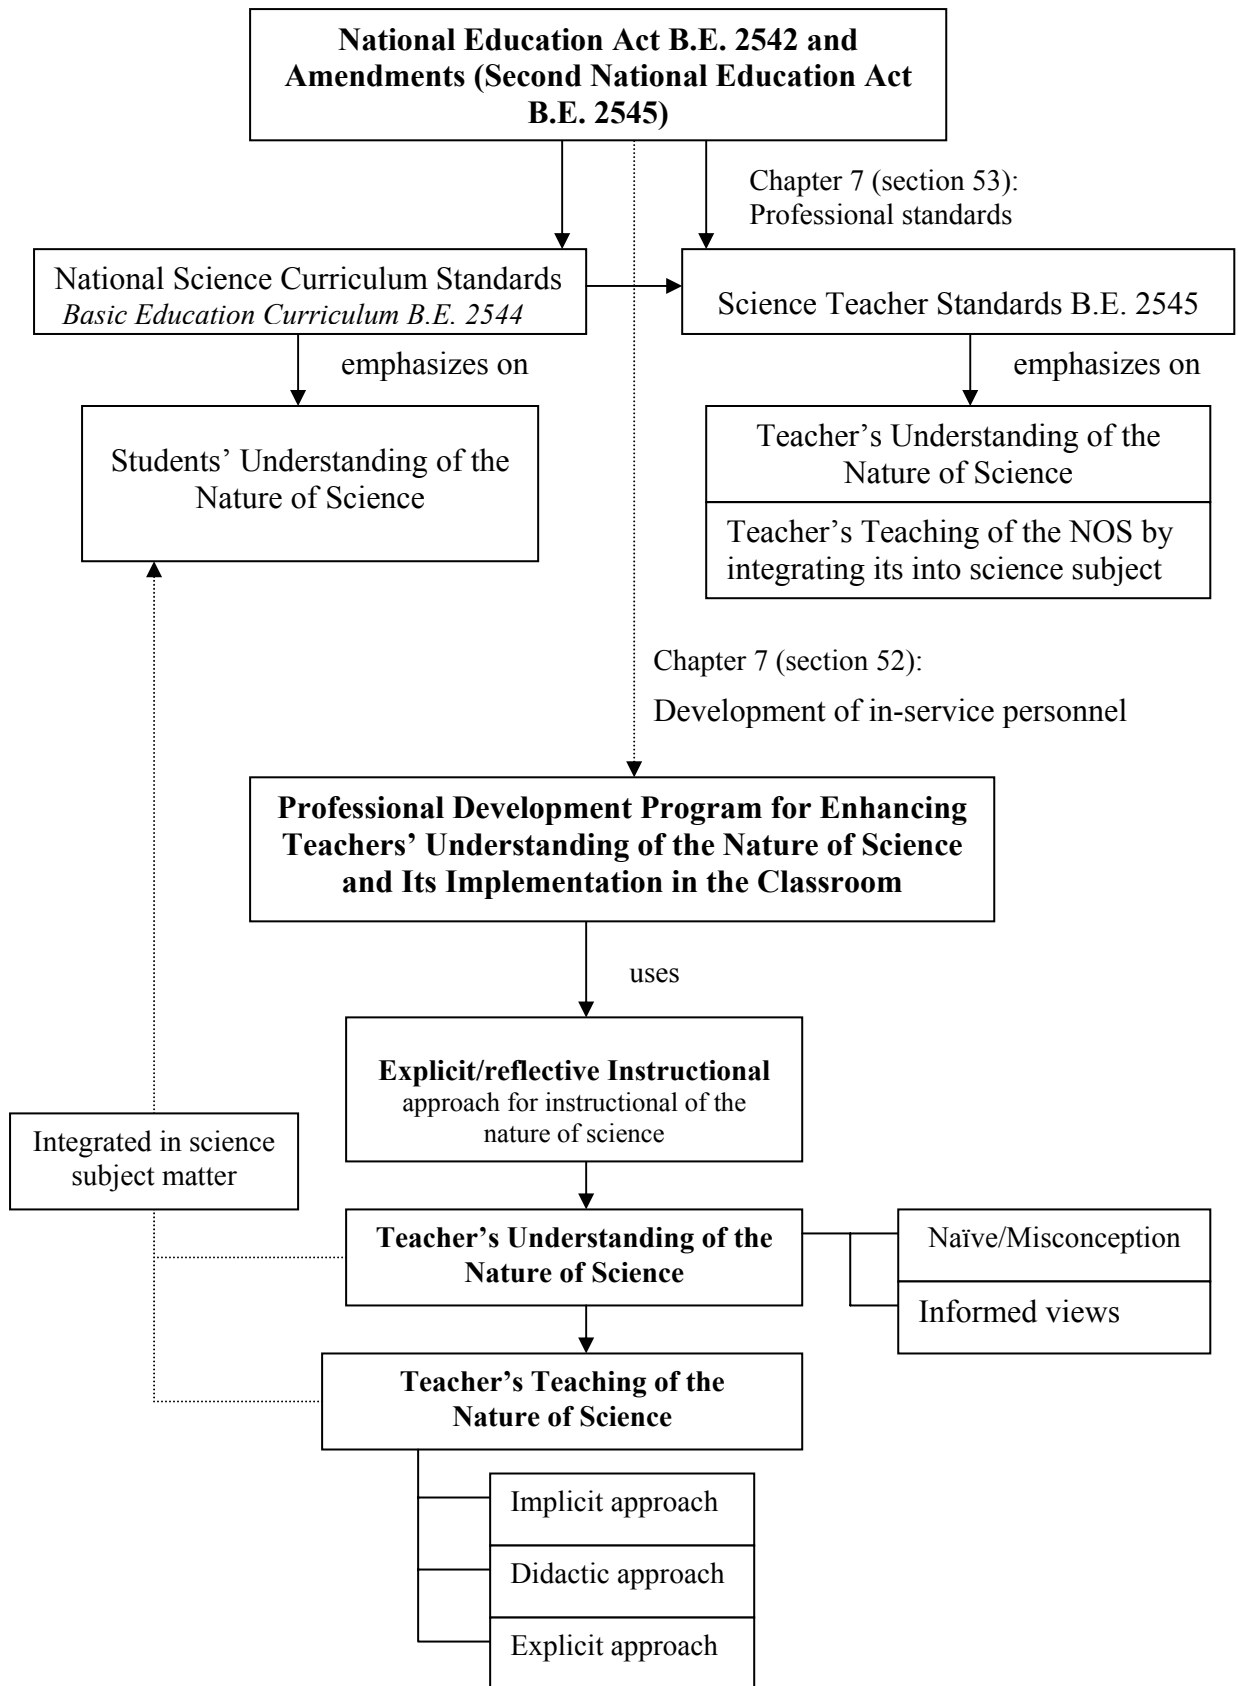 National Education Act B.E. 2542 and
Amendments (Second National Education Act
B.E. 2545)
Chapter 7 (section 53):
Professional standards
National Science Curriculum Standards
Basic Education Curriculum B.E. 2544
Science Teacher Standards B.E. 2545
emphasizes on
emphasizes on
Students’ Understanding of the
Nature of Science
Teacher’s Understanding of the
Nature of Science
Teacher’s Teaching of the NOS by
integrating its into science subject
Chapter 7 (section 52):
Development of in-service personnel
Professional Development Program for Enhancing
Teachers’ Understanding of the Nature of Science
and Its Implementation in the Classroom
uses
Explicit/reflective Instructional
approach for instructional of the
nature of science
Integrated in science
subject matter
Teacher’s Understanding of the
Nature of Science
Naïve/Misconception
Informed views
Teacher’s Teaching of the
Nature of Science
Implicit approach
Didactic approach
Explicit approach